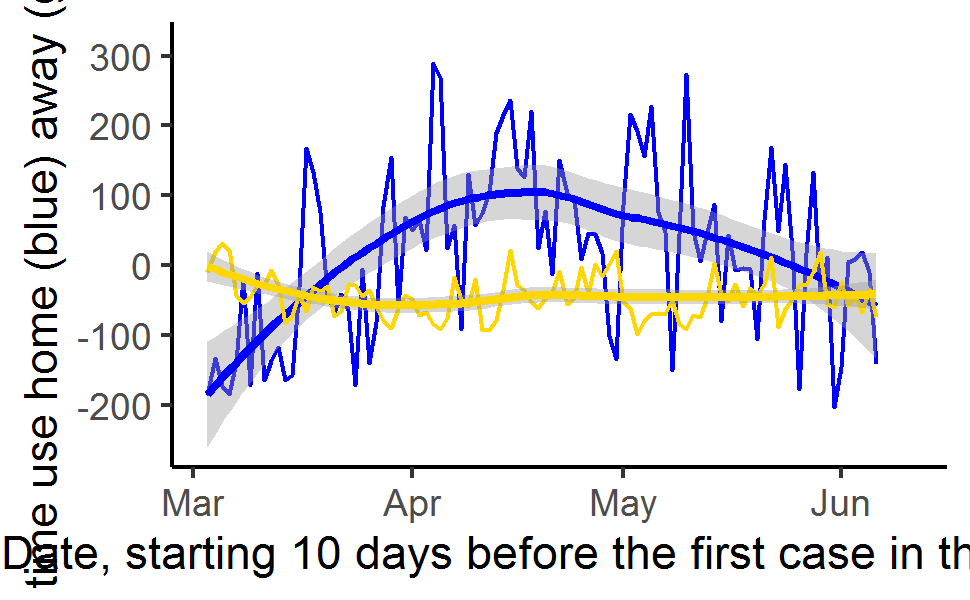 time use home (blue) away (
300
200
100
0
-100
-200
Mar Apr May Jun
Date, starting 10 days before the first case in th